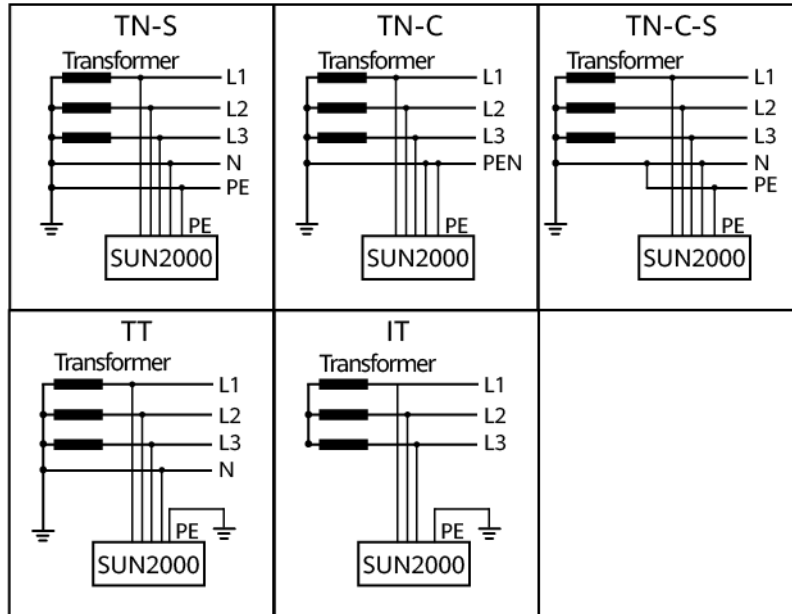 TN-S
Transformer
L1
L2
L3
N
PE
PE
SUN2000
TN-C
Transformer
L1
L2
L3
PEN
PE
SUN2000
TN-C-S
Transformer
L1
L2
L3
N
PE
PE
SUN2000
TT
Transformer
L1
L2
L3
N
PE
SUN2000
IT
Transformer
L1
L2
L3
PE
SUN2000